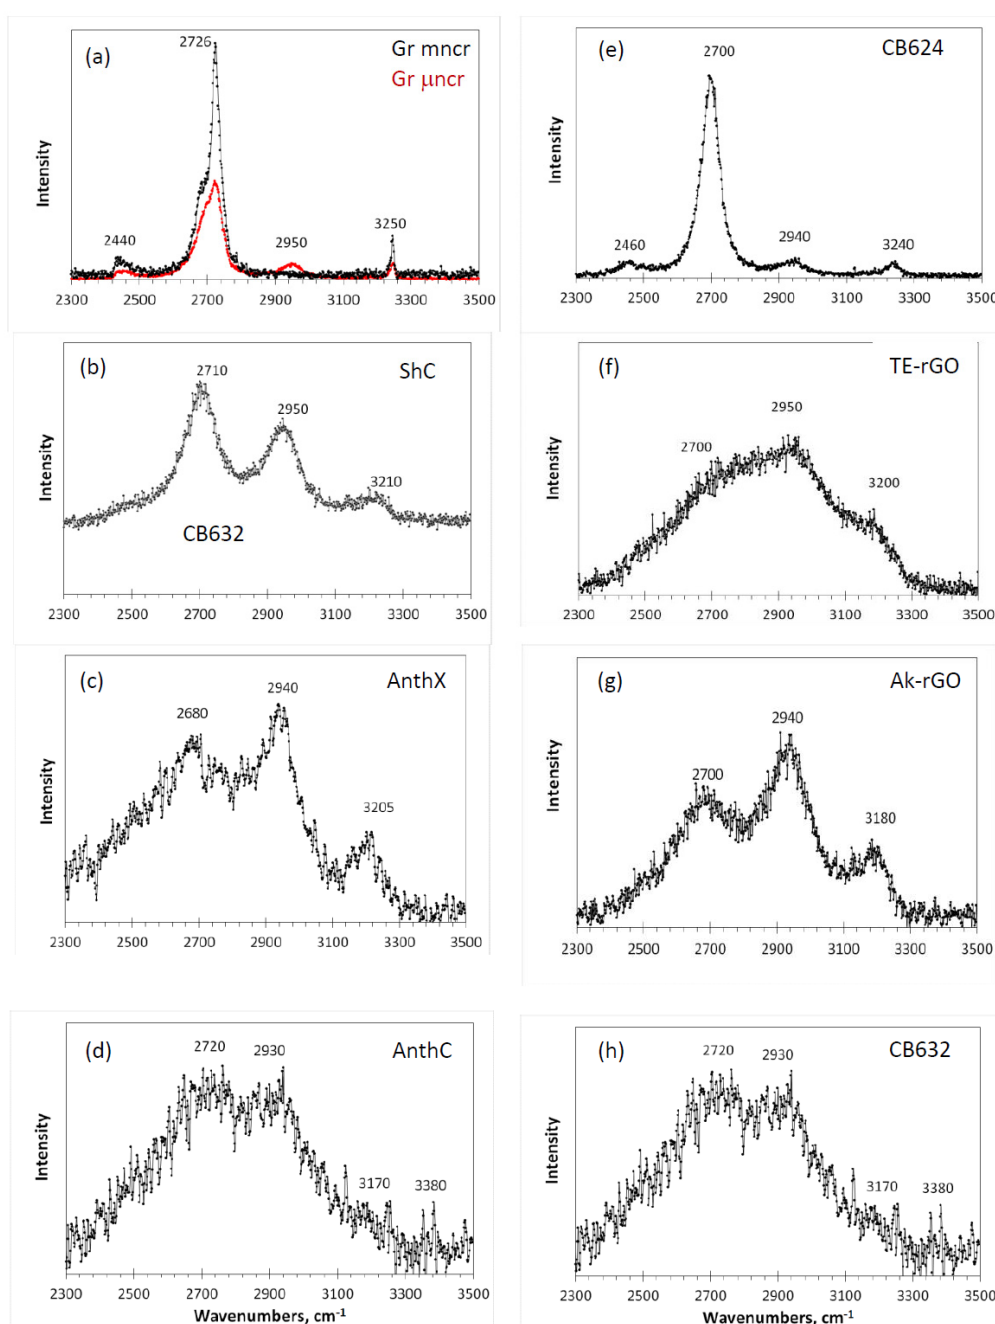 (a)
2726
Gr mncr
Gr μncr
2440
2950
3250
Intensity
2300 2500 2700 2900 3100 3300 3500
(e)
2700
CB624
2460
2940
3240
Intensity
2300 2500 2700 2900 3100 3300 3500
(b)
2710
ShC
2950
3210
CB632
Intensity
2300 2500 2700 2900 3100 3300 3500
(f)
TE-rGO
2950
2700
3200
Intensity
2300 2500 2700 2900 3100 3300 3500
(c)
2940
AnthX
2680
3205
Intensity
2300 2500 2700 2900 3100 3300 3500
(g)
Ak-rGO
2940
2700
3180
Intensity
2300 2500 2700 2900 3100 3300 3500
(d)
2720
2930
AnthC
3170
3380
Intensity
2300 2500 2700 2900 3100 3300 3500
Wavenumbers, cm⁻¹
(h)
2720
2930
CB632
3170
3380
Intensity
2300 2500 2700 2900 3100 3300 3500
Wavenumbers, cm⁻¹